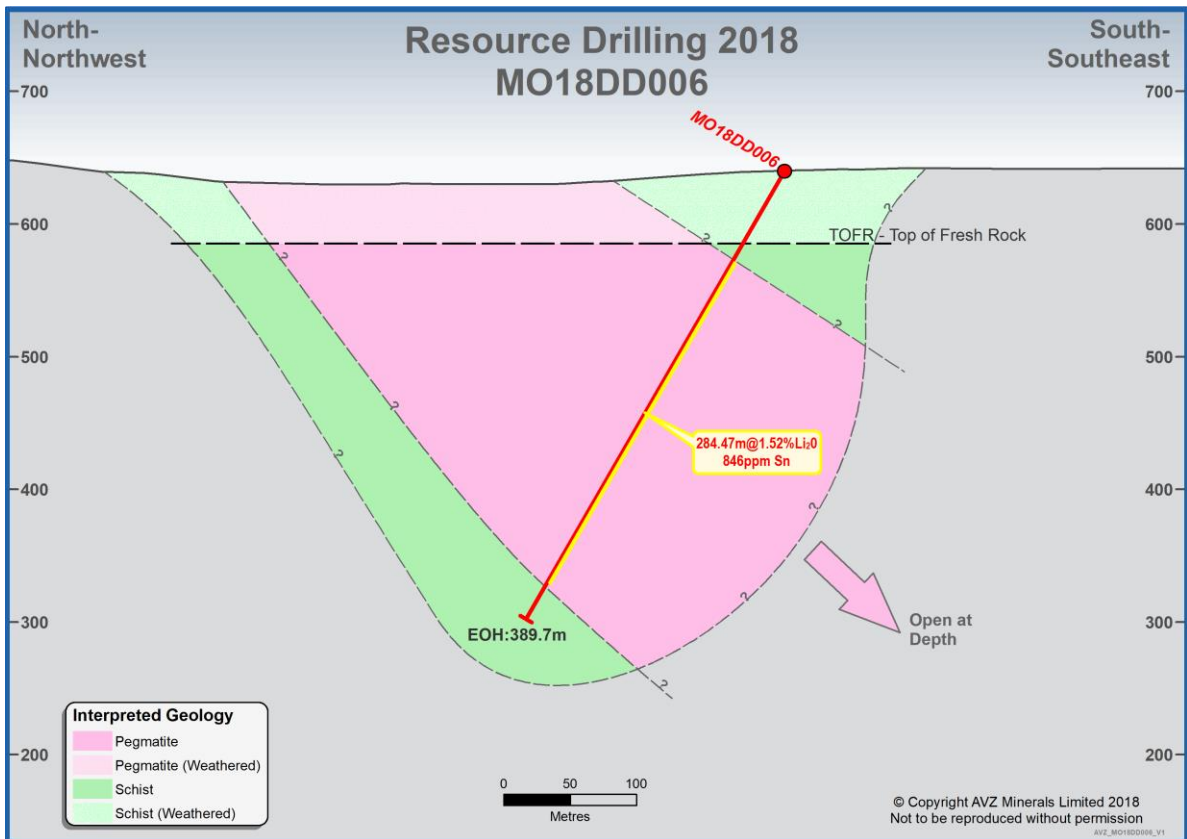 North-
Northwest
Resource Drilling 2018
MO18DD006
South-
Southeast
700
700
MO18DD006
600
600
?
?
TOFR - Top of Fresh Rock
?
?
500
500
?
?
284.47m@1.52%Li₂0
846ppm Sn
400
400
?
?
300
300
EOH:389.7m
Open at
Depth
?
200
200
Interpreted Geology
Pegmatite
Pegmatite (Weathered)
Schist
Schist (Weathered)
0 50 100
Metres
© Copyright AVZ Minerals Limited 2018
Not to be reproduced without permission
AVZ_MO18DD006_V1